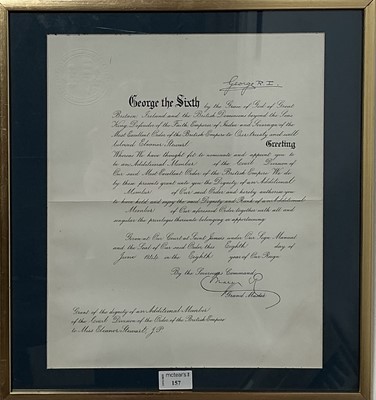 George R.I.
George the Sixth by the Grace of God of Great
Britain Ireland and the British Dominions beyond the Seas
King, Defender of the Faith Emperor of India and Sovereign of the
Most Excellent Order of the British Empire to Our trusty and well
beloved Eleanor Stewart
Greeting
Whereas We have thought fit to nominate and appoint you to
be an Additional Member of the Civil Division of
Our said Most Excellent Order of the British Empire We do
by these presents grant unto you the Dignity of an Additional
Member of Our said Order and hereby authorise you
to have hold and enjoy the said Dignity and Rank of an Additional
Member of Our aforesaid Order together with all and
singular the privileges thereunto belonging or appertaining.
Given at Our Court at Saint James's under Our Sign Manual
and the Seal of Our said Order this Eighth day of
June 1944 in the Eighth year of Our Reign.
By the Sovereign's Command.
Mary R
Grand Master.
Grant of the dignity of an Additional Member
of the Civil Division of the Order of the British Empire
to Miss Eleanor Stewart J.P.
mctear's
157